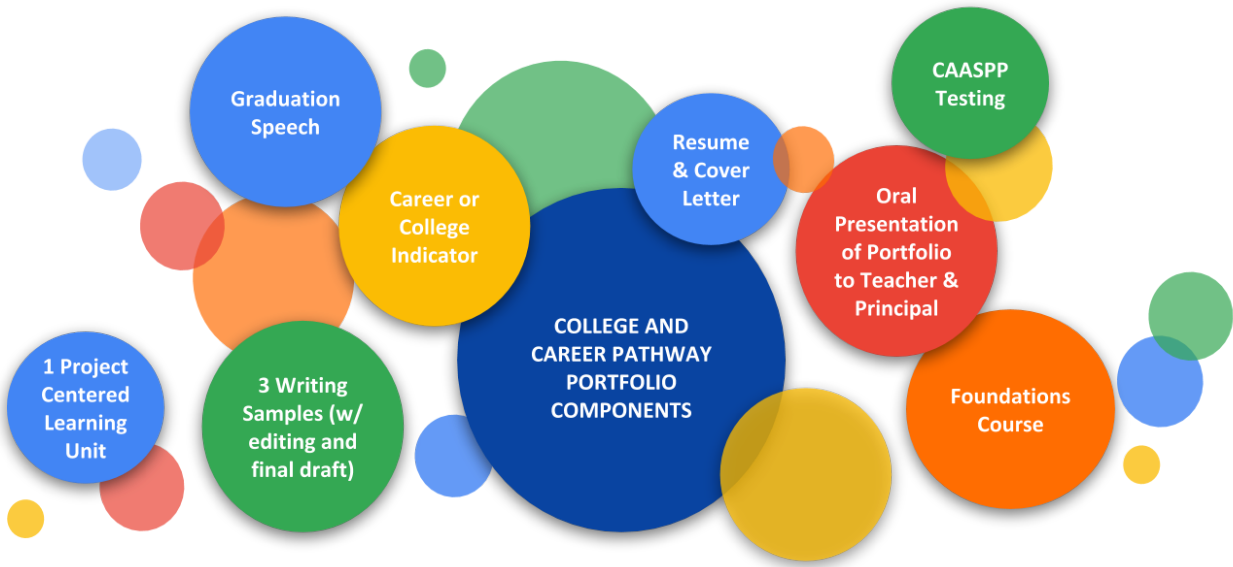 Graduation
Speech
CAASPP
Testing
Career or
College
Indicator
Resume
& Cover
Letter
Oral
Presentation
of Portfolio
to Teacher &
Principal
1 Project
Centered
Learning
Unit
3 Writing
Samples (w/
editing and
final draft)
COLLEGE AND
CAREER PATHWAY
PORTFOLIO
COMPONENTS
Foundations
Course